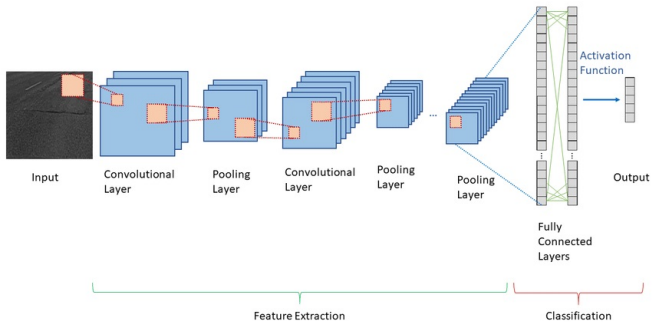 Activation
Function
Input
Convolutional
Layer
Pooling
Layer
Convolutional
Layer
...
Pooling
Layer
Pooling
Layer
Fully
Connected
Layers
Output
Feature Extraction
Classification